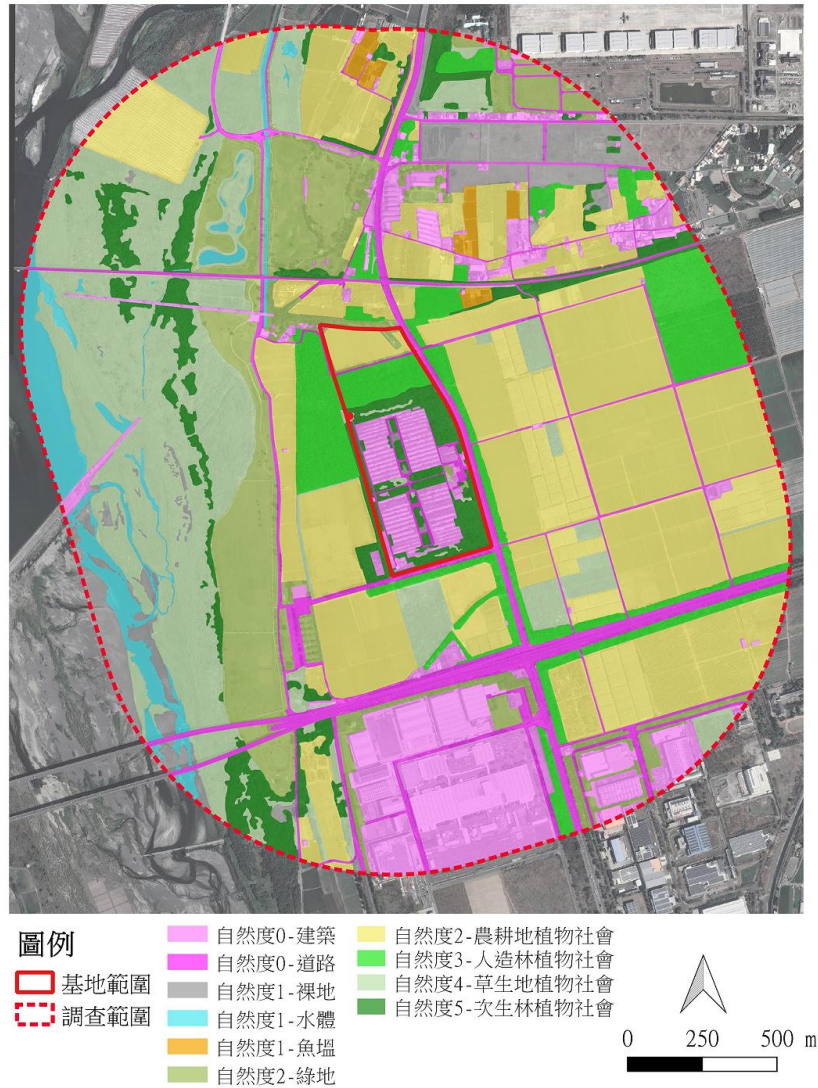 圖例
基地範圍
調查範圍
自然度0-建築
自然度0-道路
自然度1-裸地
自然度1-水體
自然度1-魚塭
自然度2-綠地
自然度2-農耕地植物社會
自然度3-人造林植物社會
自然度4-草生地植物社會
自然度5-次生林植物社會
0 250 500 m